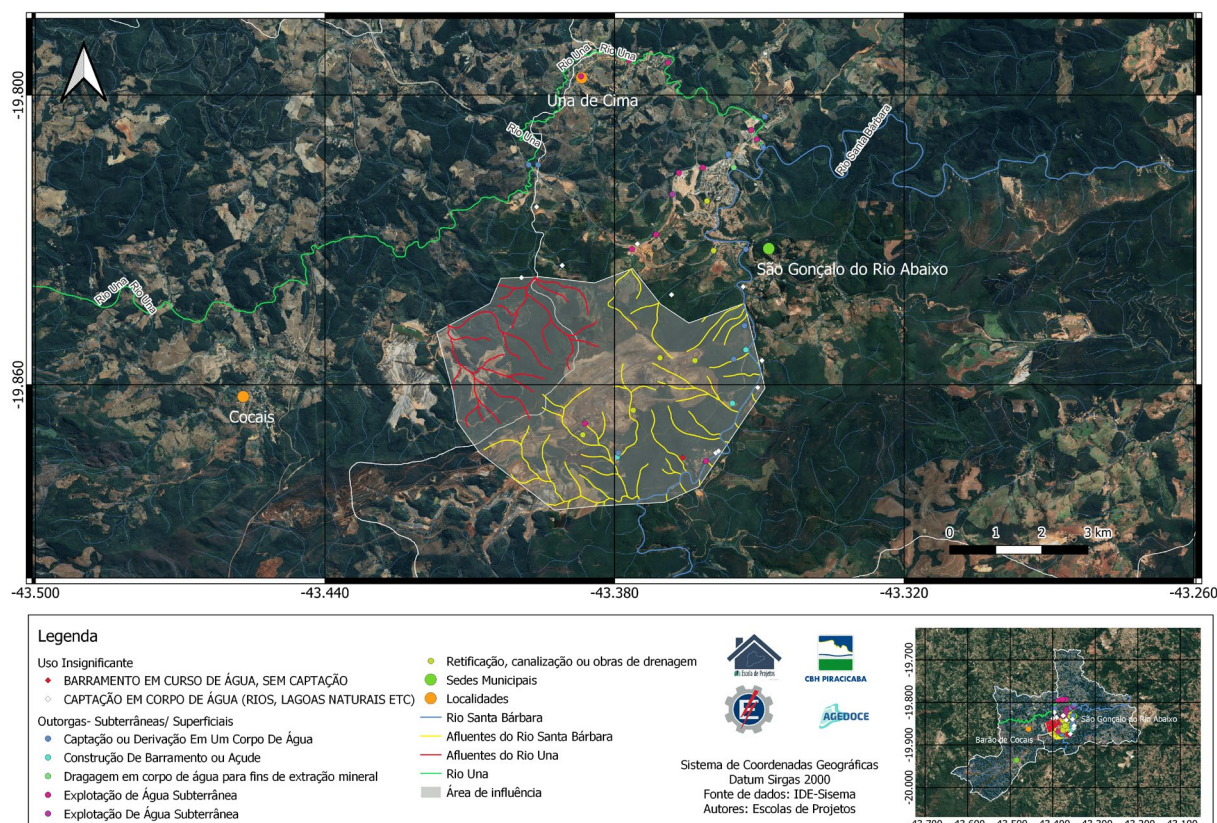 -19.800
-19.860
Rio Una
Rio Una
Una de Cima
Rio Una
Rio Santa Bárbara
São Gonçalo do Rio Abaixo
Rio Una
Rio Una
Cocais
0 1 2 3 km
-43.500 -43.440 -43.380 -43.320 -43.260
Legenda
Uso Insignificante
BARRAMENTO EM CURSO DE ÁGUA, SEM CAPTAÇÃO
CAPTAÇÃO EM CORPO DE ÁGUA (RIOS, LAGOAS NATURAIS ETC)
Outorgas- Subterrâneas/ Superficiais
Captação ou Derivação Em Um Corpo De Água
Construção De Barramento ou Açude
Dragagem em corpo de água para fins de extração mineral
Explotação de Água Subterrânea
Explotação De Água Subterrânea
Retificação, canalização ou obras de drenagem
Sedes Municipais
Localidades
Rio Santa Bárbara
Afluentes do Rio Santa Bárbara
Afluentes do Rio Una
Rio Una
Área de influência
Escola de Projetos
CBH PIRACICABA
AGEDOCE
Sistema de Coordenadas Geográficas
Datum Sirgas 2000
Fonte de dados: IDE-Sisema
Autores: Escolas de Projetos
-19.700
-19.800
-19.900
-20.000
São Gonçalo do Rio Abaixo
Barão de Cocais